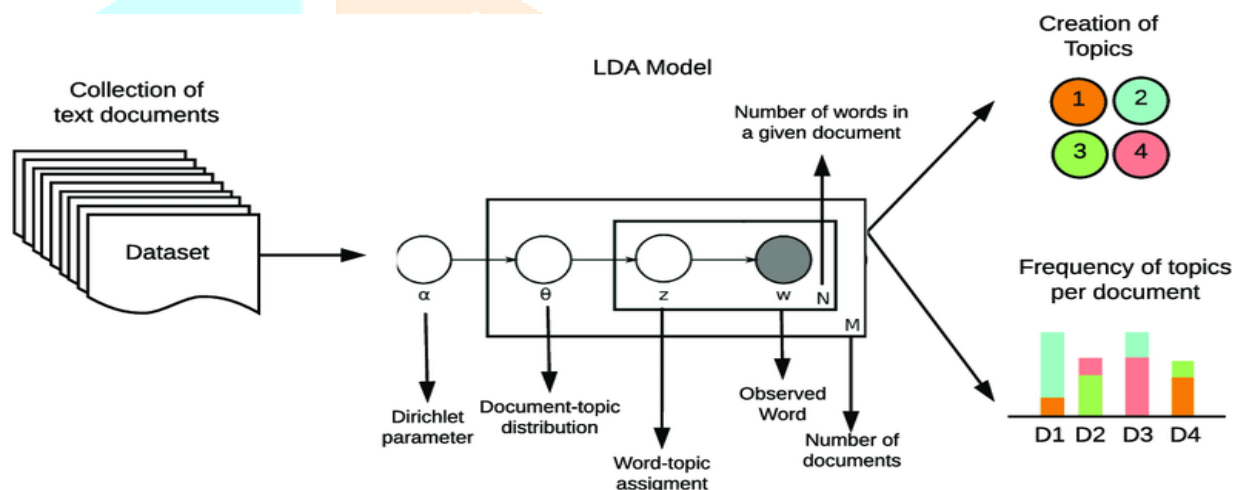 Collection of
text documents
Dataset
LDA Model
Number of words in
a given document
α
θ
z
w
N
M
Dirichlet
parameter
Document-topic
distribution
Word-topic
assigment
Observed
Word
Number of
documents
Creation of
Topics
1
2
3
4
Frequency of topics
per document
D1 D2 D3 D4